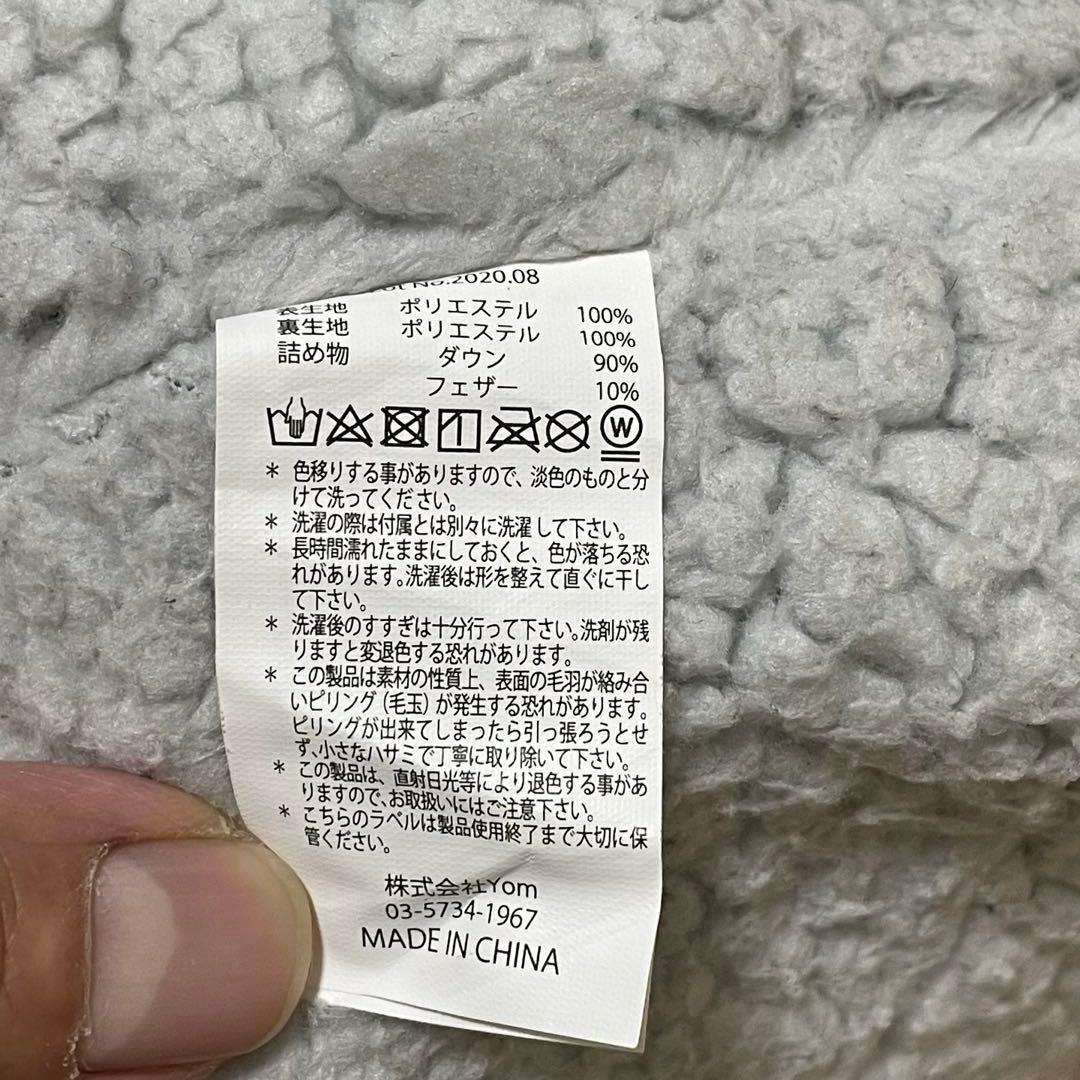 No.2020.08
表生地 ポリエステル 100%
裏生地 ポリエステル 100%
詰め物 ダウン 90%
フェザー 10%
W
* 色移りする事がありますので、淡色のものと分
けて洗ってください。
* 洗濯の際は付属とは別々に洗濯して下さい。
* 長時間濡れたままにしておくと、色が落ちる恐
れがあります。洗濯後は形を整えて直ぐに干し
て下さい。
* 洗濯後のすすぎは十分行って下さい。洗剤が残
りますと変退色する恐れがあります。
* この製品は素材の性質上、表面の毛羽が絡み合
いピリング（毛玉）が発生する恐れがあります。
ピリングが出来てしまったら引っ張ろうとせ
ず、小さなハサミで丁寧に取り除いて下さい。
* この製品は、直射日光等により退色する事があ
りますので、お取扱いにはご注意下さい。
* こちらのラベルは製品使用終了まで大切に保
管ください。
株式会社Yom
03-5734-1967
MADE IN CHINA